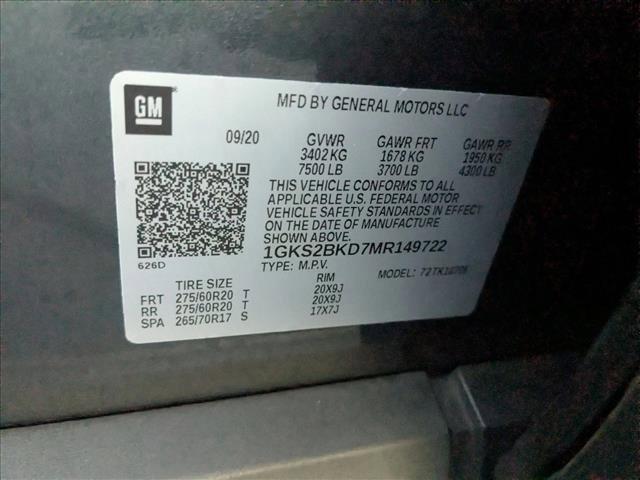 GM
MFD BY GENERAL MOTORS LLC
09/20 GVWR GAWR FRT GAWR RR
3402 KG 1678 KG 1950 KG
7500 LB 3700 LB 4300 LB
THIS VEHICLE CONFORMS TO ALL
APPLICABLE U.S. FEDERAL MOTOR
VEHICLE SAFETY STANDARDS IN EFFECT
ON THE DATE OF MANUFACTURE
SHOWN ABOVE.
1GKS2BKD7MR149722
626D
TYPE: M.P.V. MODEL:
TIRE SIZE RIM
FRT 275/60R20 T 20X9J
RR 275/60R20 T 20X9J
SPA 265/70R17 S 17X7J